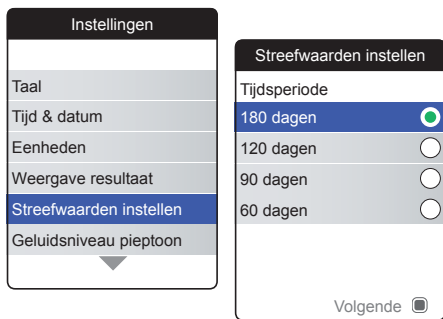 Instellingen
Taal
Tijd & datum
Eenheden
Weergave resultaat
Streefwaarden instellen
Geluidsniveau pieptoon
Streefwaarden instellen
Tijdsperiode
180 dagen
120 dagen
90 dagen
60 dagen
Volgende